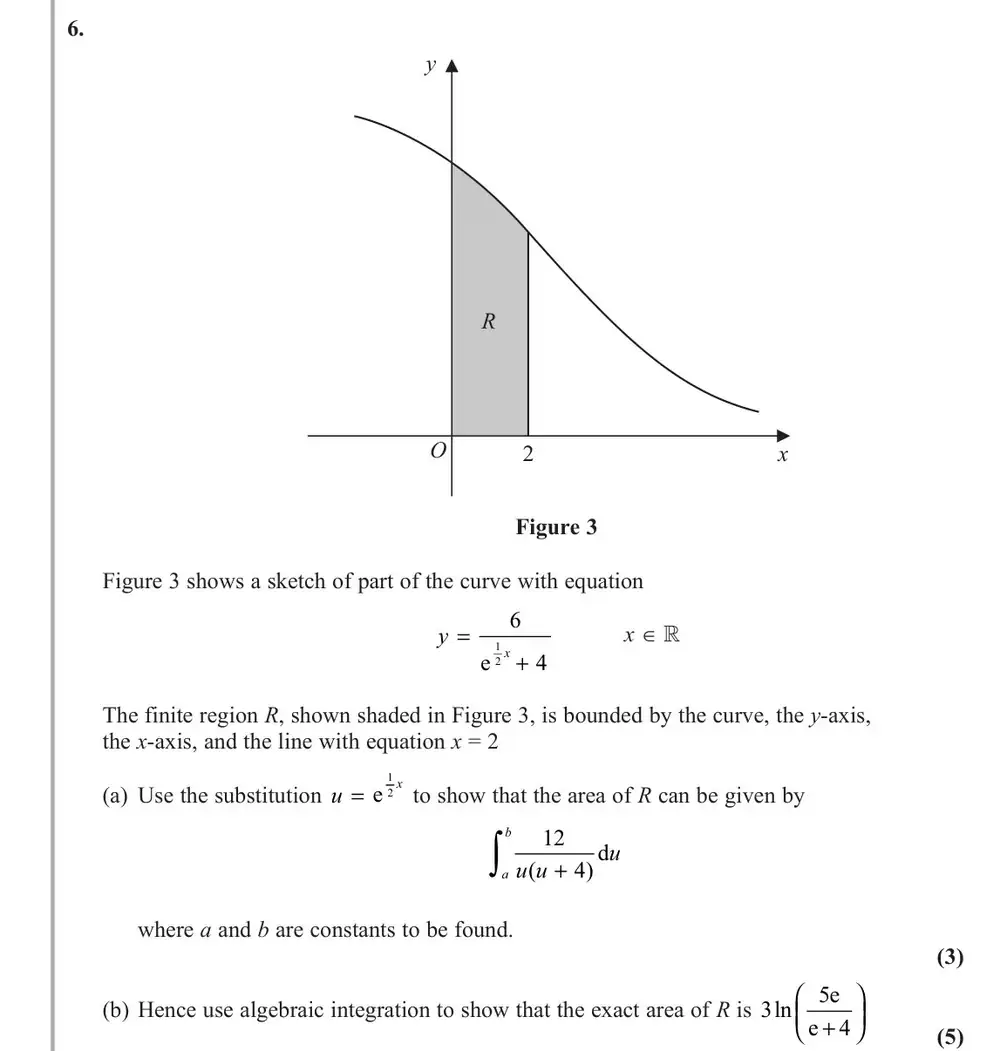 6.
y
R
O
2
x
Figure 3
Figure 3 shows a sketch of part of the curve with equation
y = 6/(e^(½x) + 4) x ∈ ℝ
The finite region R, shown shaded in Figure 3, is bounded by the curve, the y-axis,
the x-axis, and the line with equation x = 2
(a) Use the substitution u = e^(½x) to show that the area of R can be given by
∫_a^b 12/(u(u + 4)) du
where a and b are constants to be found.
(3)
(b) Hence use algebraic integration to show that the exact area of R is 3 ln(5e/(e + 4))
(5)